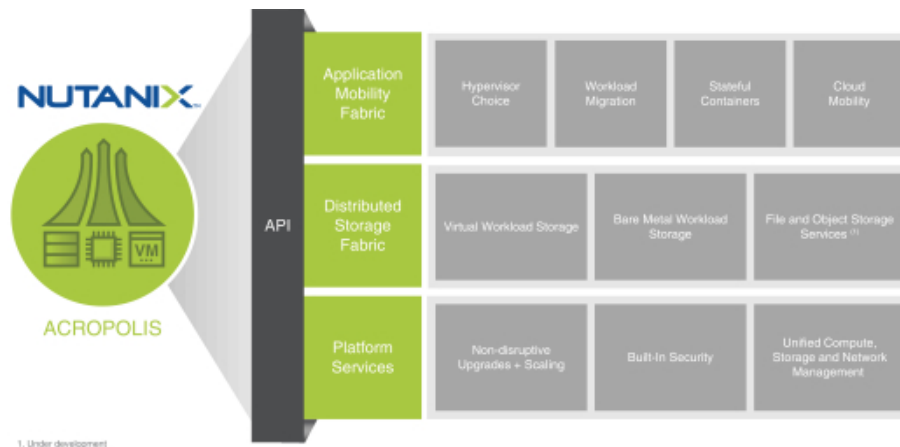 NUTANIX™
VM
ACROPOLIS
API
Application
Mobility
Fabric
Hypervisor
Choice
Workload
Migration
Stateful
Containers
Cloud
Mobility
Distributed
Storage
Fabric
Virtual Workload Storage
Bare Metal Workload
Storage
File and Object Storage
Services (1)
Platform
Services
Non-disruptive
Upgrades + Scaling
Built-In Security
Unified Compute,
Storage and Network
Management
1. Under development